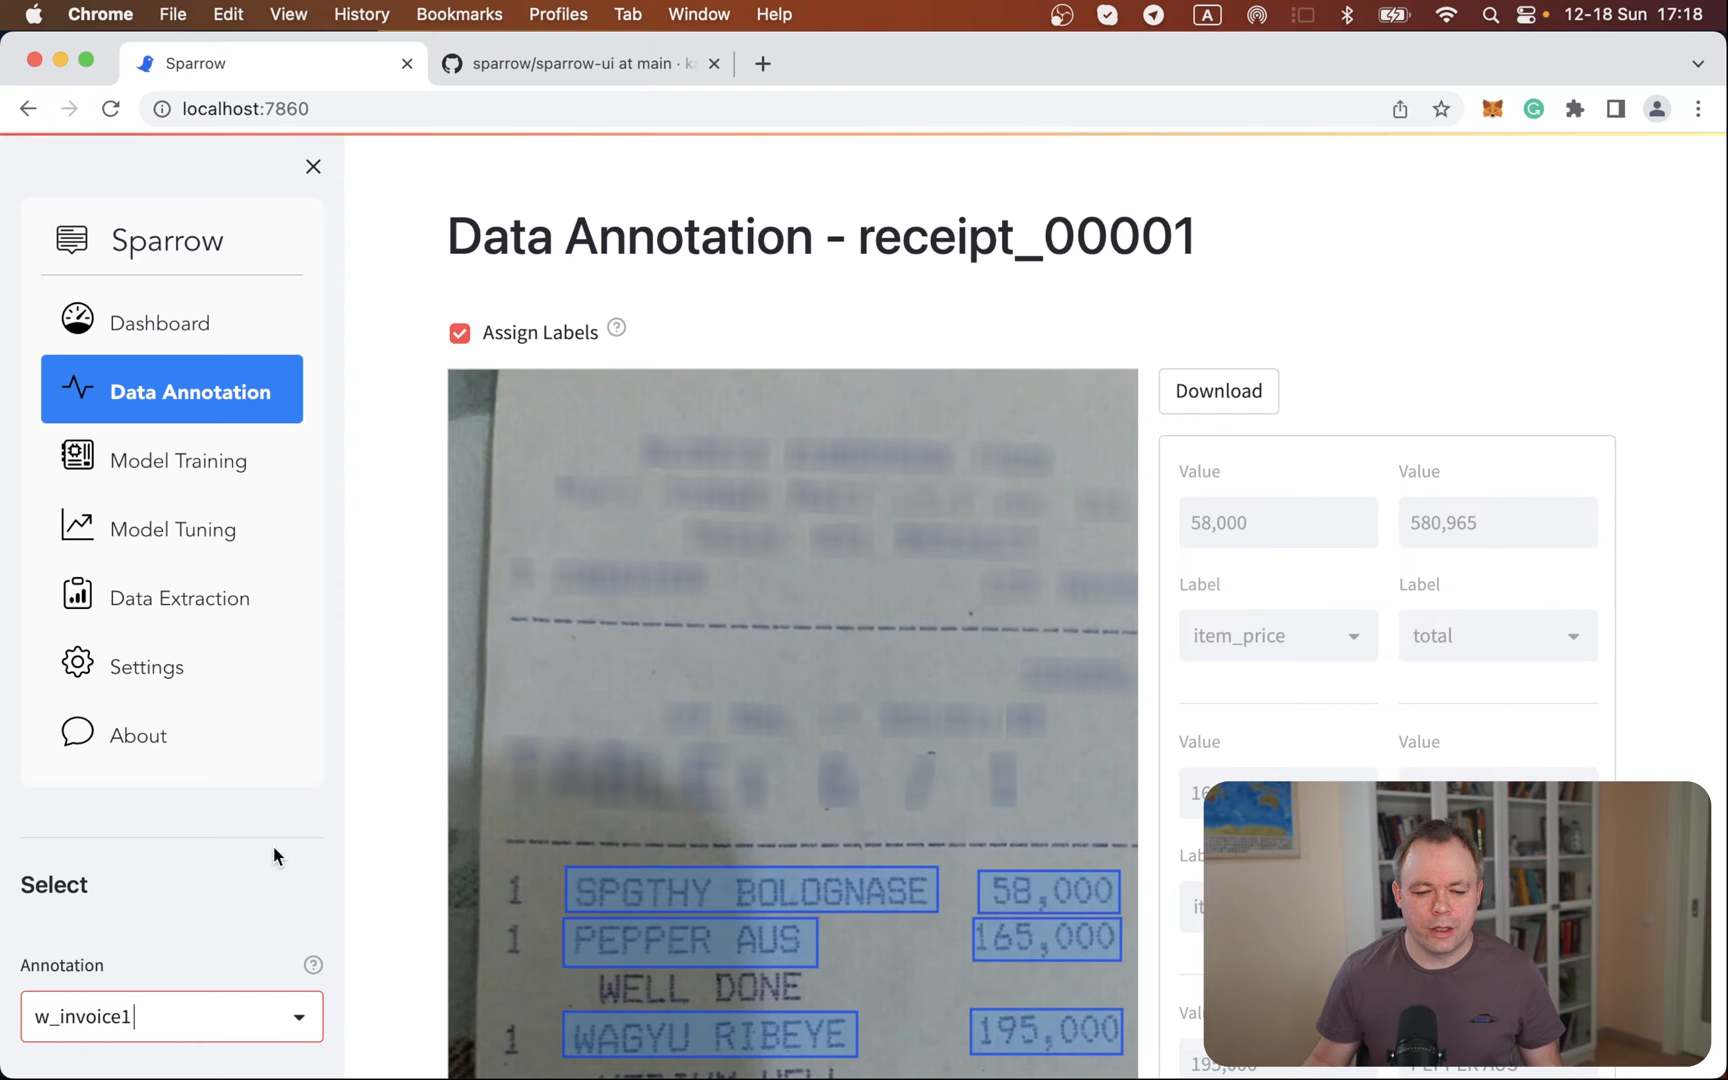 Chrome File Edit View History Bookmarks Profiles Tab Window Help A 12-18 Sun 17:18
Sparrow sparrow/sparrow-ui at main ·
localhost:7860
Sparrow
Dashboard
Data Annotation
Model Training
Model Tuning
Data Extraction
Settings
About
Select
Annotation
w_invoice1
Data Annotation - receipt_00001
Assign Labels
1 SPGTHY BOLOGNASE 58,000
1 PEPPER AUS 165,000
WELL DONE
1 WAGYU RIBEYE 195,000
Download
Value Value
58,000 580,965
Label Label
item_price total
Value Value